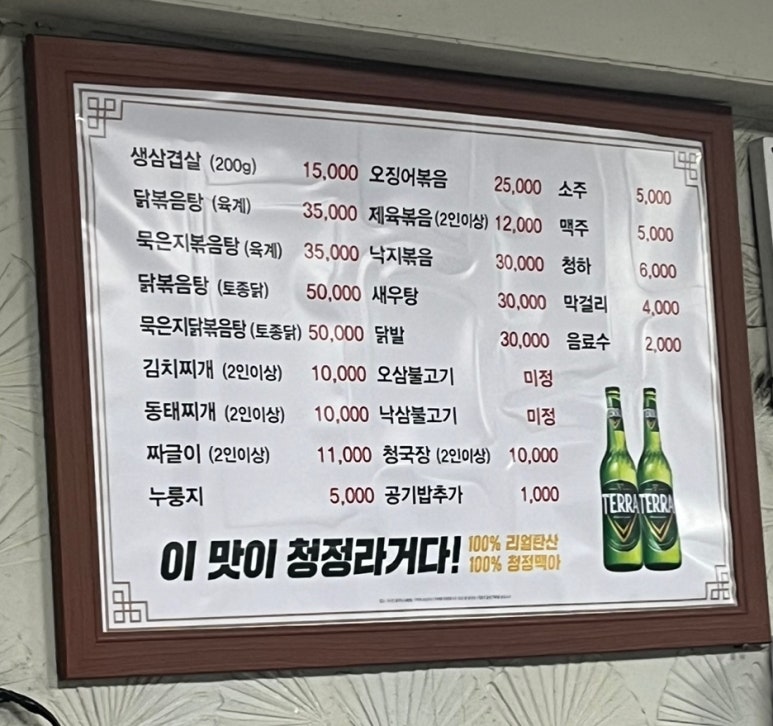 생삼겹살 (200g) 15,000 오징어볶음 25,000 소주 5,000
닭볶음탕 (육계) 35,000 제육볶음(2인이상) 12,000 맥주 5,000
묵은지볶음탕 (육계) 35,000 낙지볶음 30,000 청하 6,000
닭볶음탕 (토종닭) 50,000 새우탕 30,000 막걸리 4,000
묵은지닭볶음탕(토종닭) 50,000 닭발 30,000 음료수 2,000
김치찌개 (2인이상) 10,000 오삼불고기 미정
동태찌개 (2인이상) 10,000 낙삼불고기 미정
짜글이 (2인이상) 11,000 청국장 (2인이상) 10,000
누룽지 5,000 공기밥추가 1,000
TERRA TERRA
이 맛이 청정라거다! 100% 리얼탄산
100% 청정맥아